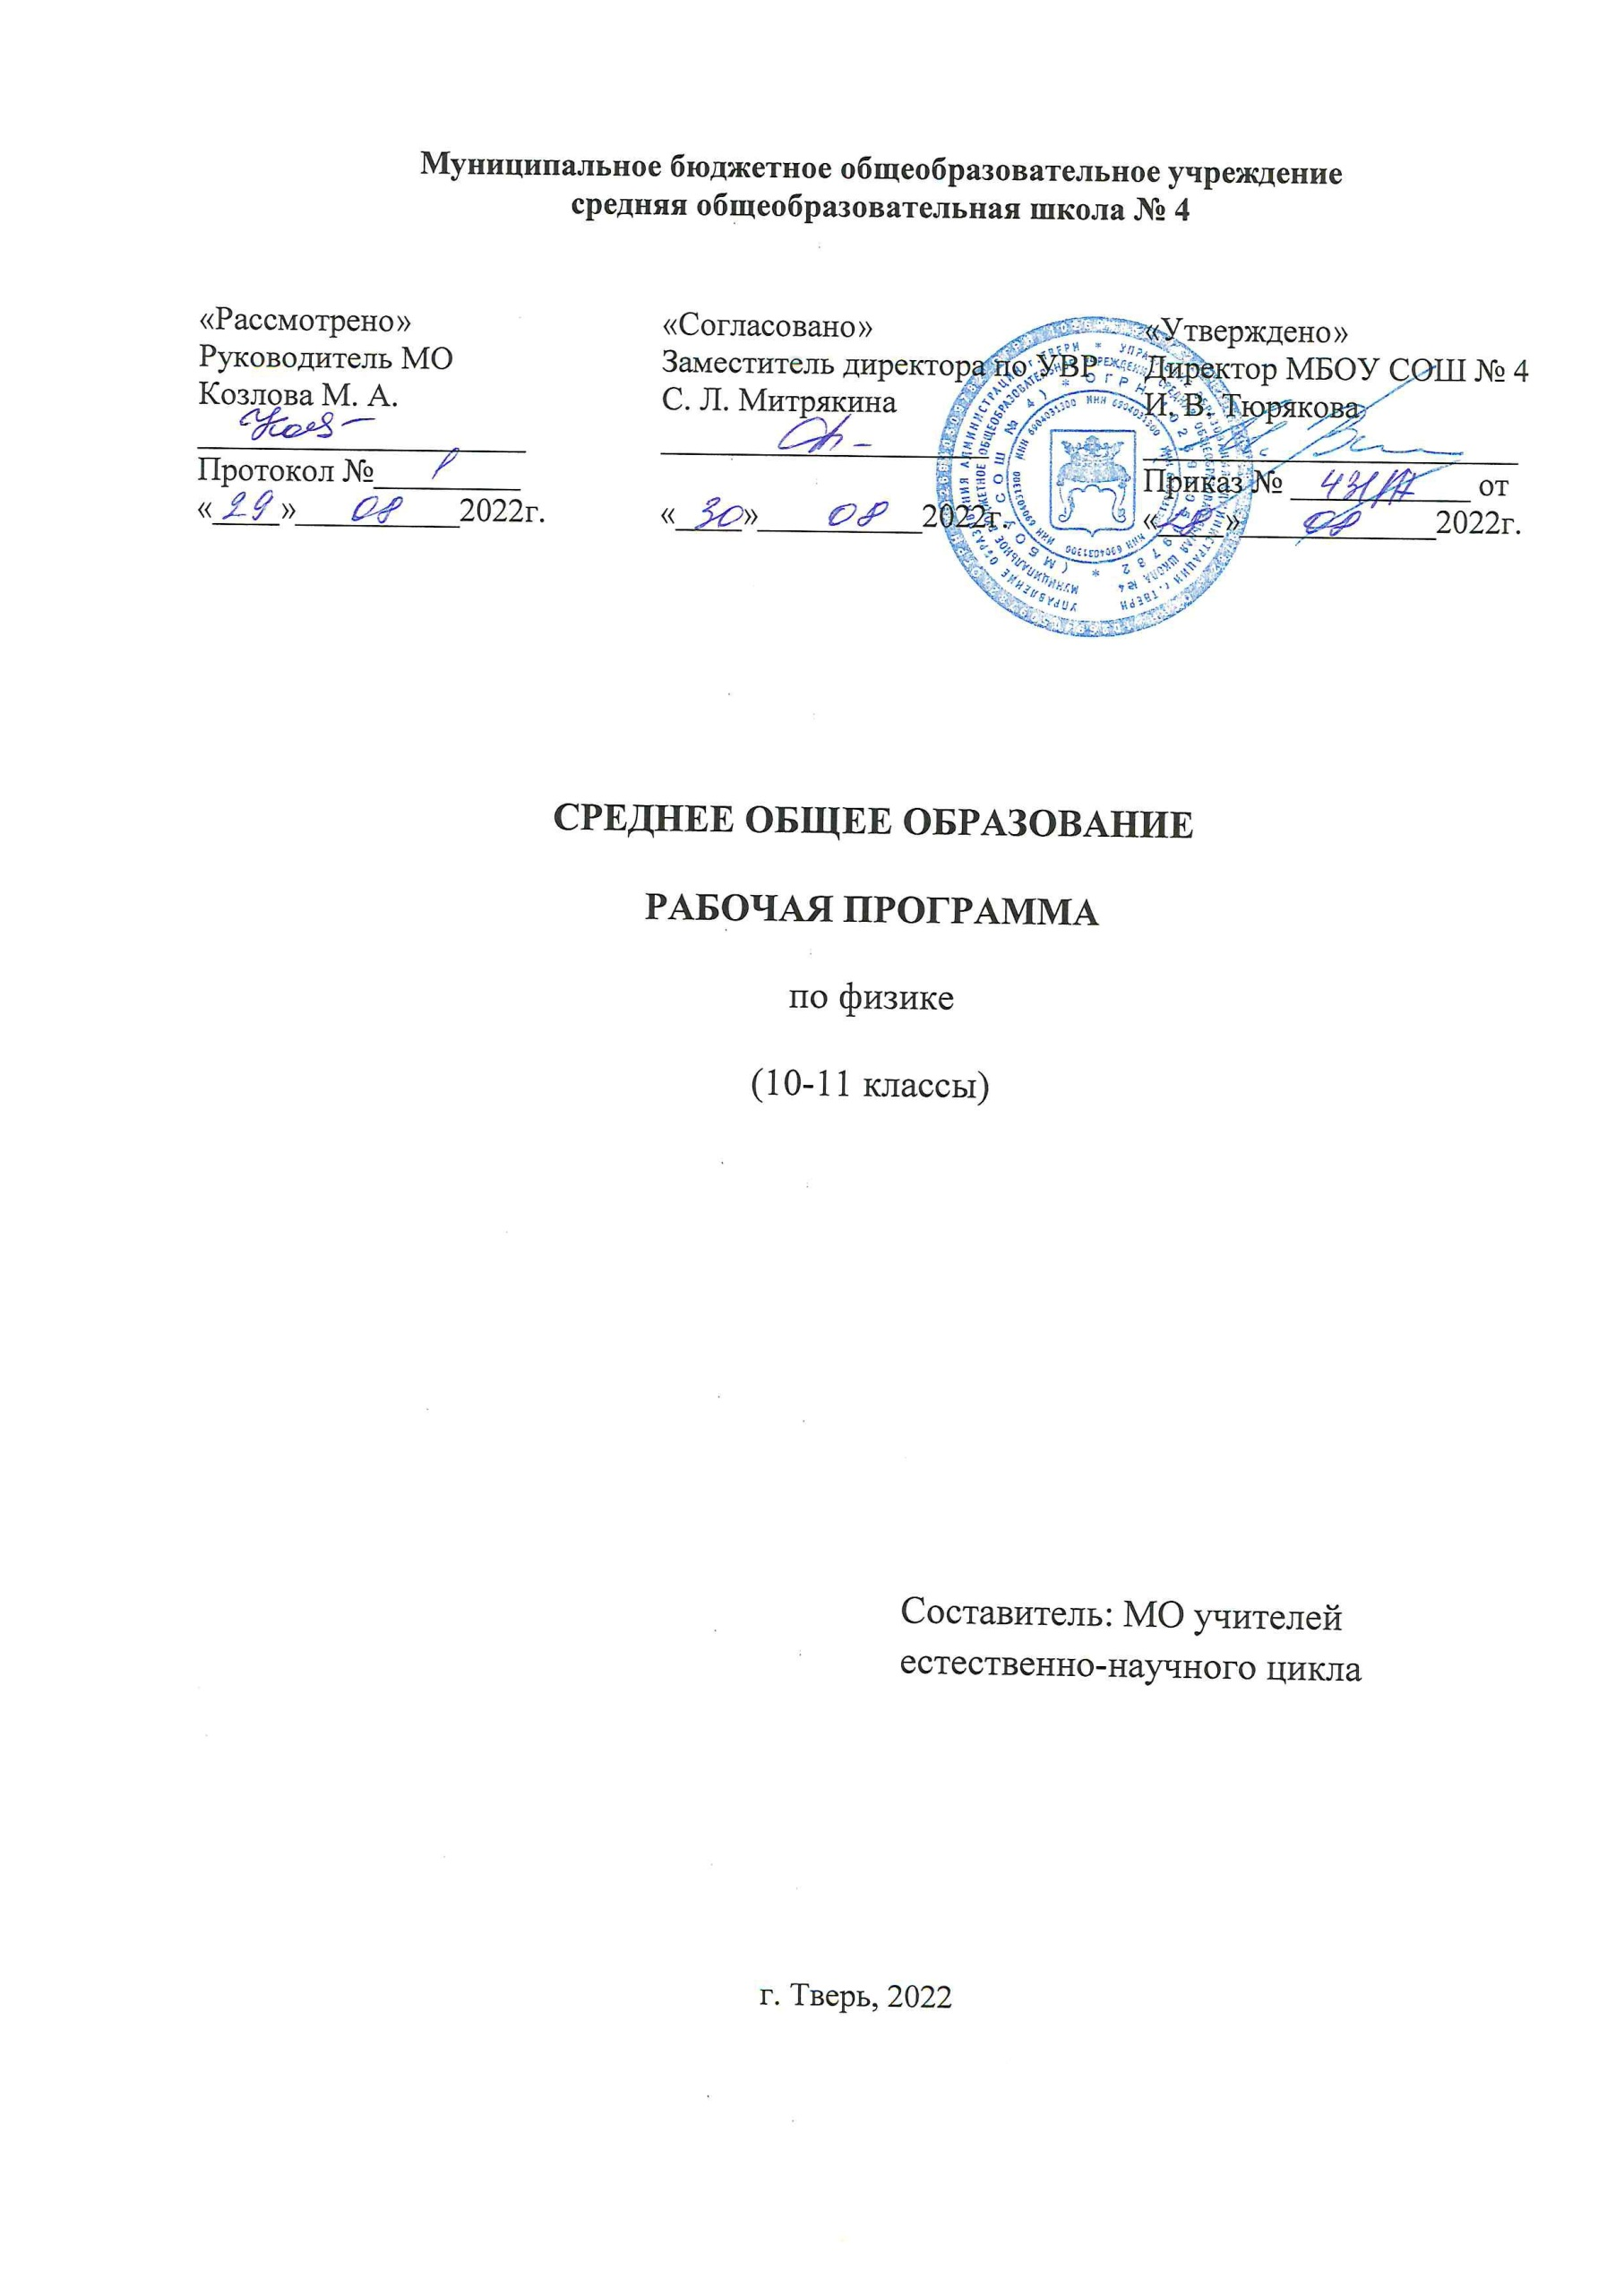 Муниципальное бюджетное общеобразовательное учреждение
средняя общеобразовательная школа № 4
«Рассмотрено»
Руководитель МО
Козлова М. А.
Протокол № 1
«29» 08 2022г.
«Согласовано»
Заместитель директора по УВР
С. Л. Митрякина
«30» 08 2022г.
«Утверждено»
Директор МБОУ СОШ № 4
И. В. Тюрякова
Приказ № от
« » 08 2022г.
СРЕДНЕЕ ОБЩЕЕ ОБРАЗОВАНИЕ
РАБОЧАЯ ПРОГРАММА
по физике
(10-11 классы)
Составитель: МО учителей
естественно-научного цикла
г. Тверь, 2022